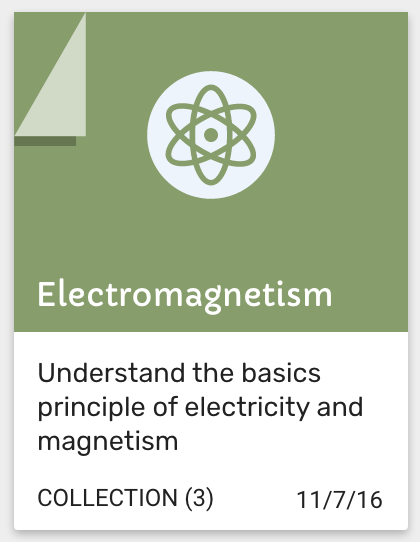 Electromagnetism
Understand the basics
principle of electricity and
magnetism
COLLECTION (3) 11/7/16